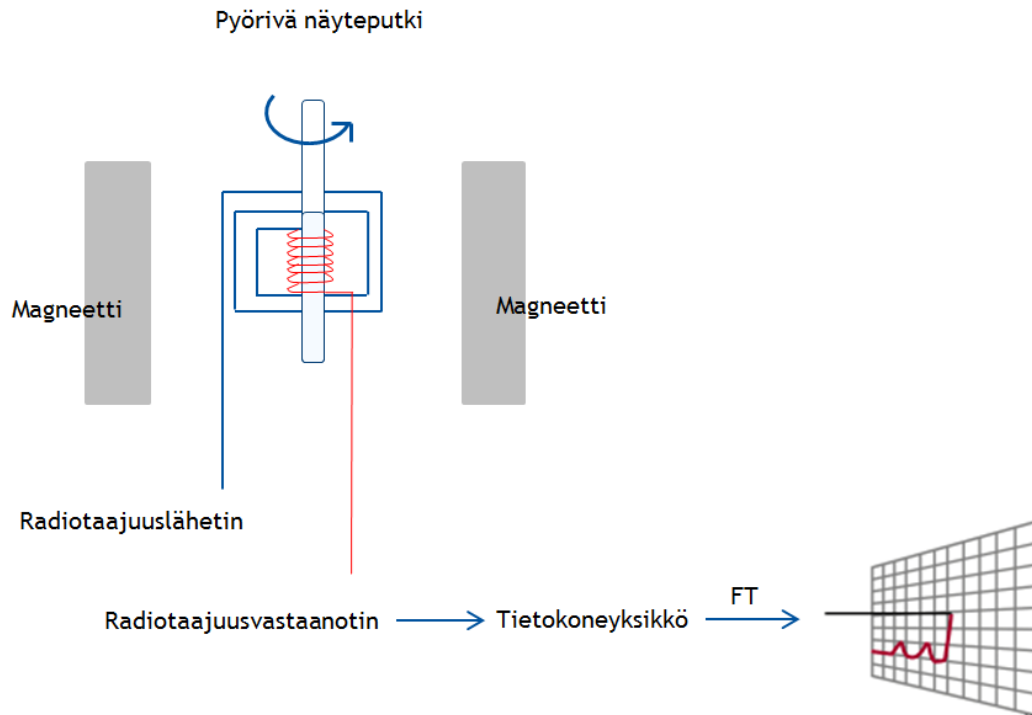 Pyörivä näyteputki
Magneetti
Magneetti
Radiotaajuuslähetin
Radiotaajuusvastaanotin
Tietokoneyksikkö
FT